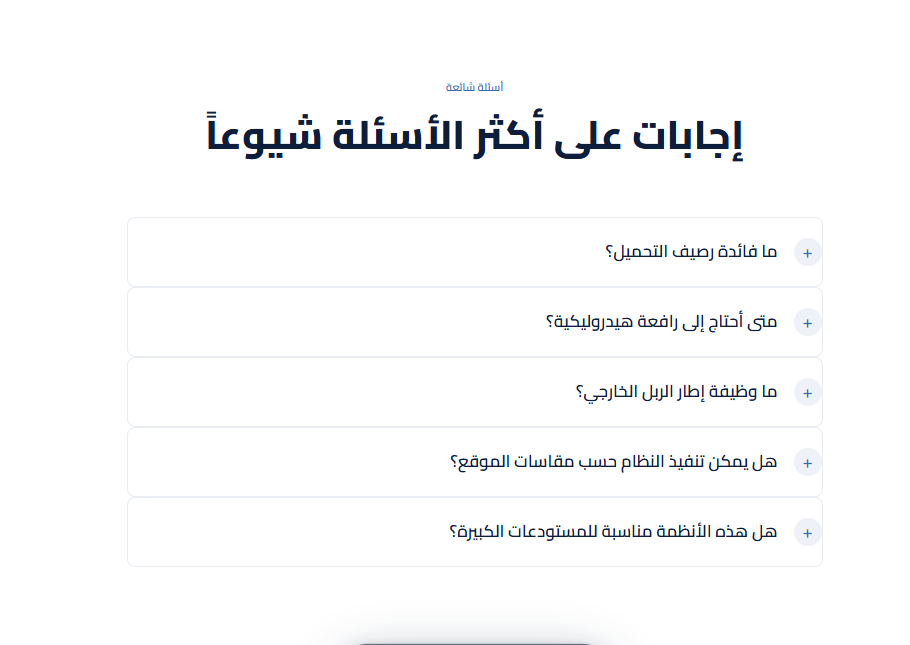 أسئلة شائعة
إجابات على أكثر الأسئلة شيوعاً
+ ما فائدة رصيف التحميل؟
+ متى أحتاج إلى رافعة هيدروليكية؟
+ ما وظيفة إطار الربل الخارجي؟
+ هل يمكن تنفيذ النظام حسب مقاسات الموقع؟
+ هل هذه الأنظمة مناسبة للمستودعات الكبيرة؟